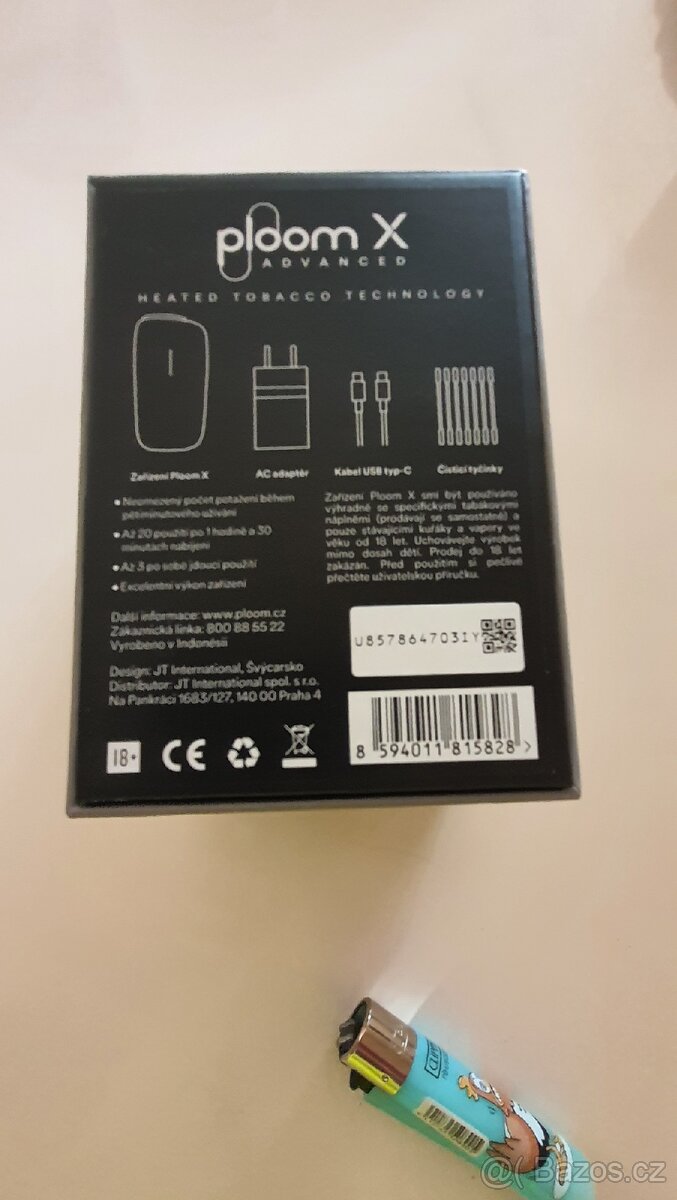 ploom X
ADVANCED
HEATED TOBACCO TECHNOLOGY
Zařízení Ploom X
AC adaptér
Kabel USB typ-C
Čisticí tyčinky
• Neomezený počet potažení během
pětiminutového užívání
• Až 20 použití po 1 hodině a 30
minutách nabíjení
• Až 3 po sobě jdoucí použití
• Excelentní výkon zařízení
Zařízení Ploom X smí být používáno
výhradně se specifickými tabákovými
náplněmi (prodávají se samostatně) a
pouze stávajícími kuřáky a vapery ve
věku od 18 let. Uchovávejte výrobek
mimo dosah dětí. Prodej do 18 let
zakázán. Před použitím si pečlivě
přečtěte uživatelskou příručku.
Další informace: www.ploom.cz
Zákaznická linka: 800 88 55 22
Vyrobeno v Indonésii
U857864703IY
Design: JT International, Švýcarsko
Distributor: JT International spol. s r.o.
Na Pankráci 1683/127, 140 00 Praha 4
18+
CE
8 594011 815828 >
@( Bazos.cz